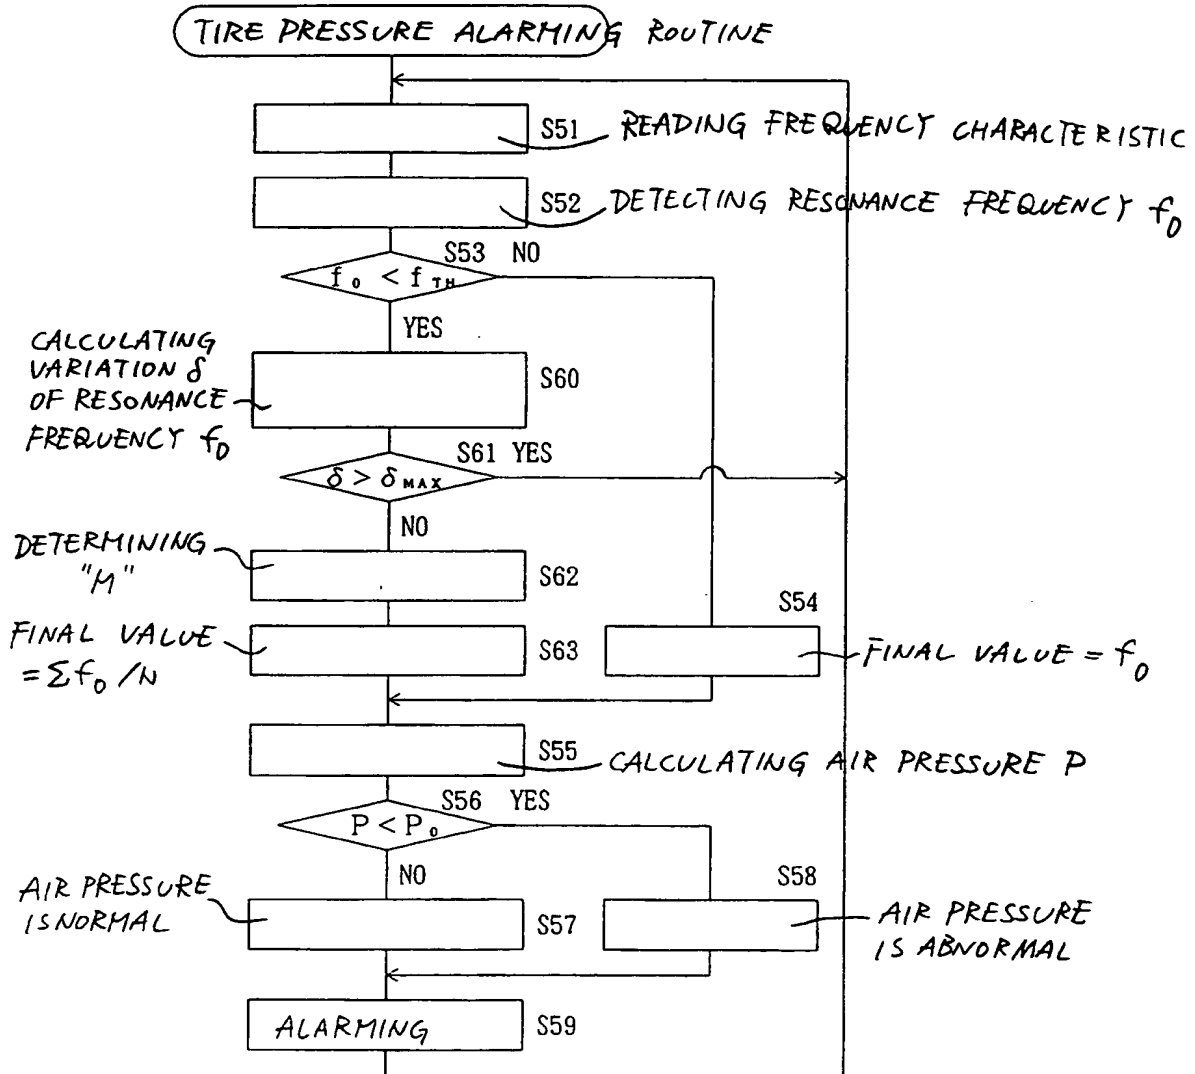 TIRE PRESSURE ALARMING ROUTINE
S51 READING FREQUENCY CHARACTERISTIC
S52 DETECTING RESONANCE FREQUENCY f0
S53 NO
f0 < fTH
YES
CALCULATING
VARIATION δ
OF RESONANCE
FREQUENCY f0
S60
S61 YES
δ > δMAX
NO
DETERMINING
"M"
S62
FINAL VALUE
= Σf0 /N
S63
S54
FINAL VALUE = f0
S55
CALCULATING AIR PRESSURE P
S56 YES
P < P0
NO
AIR PRESSURE
IS NORMAL
S57
S58
AIR PRESSURE
IS ABNORMAL
ALARMING S59